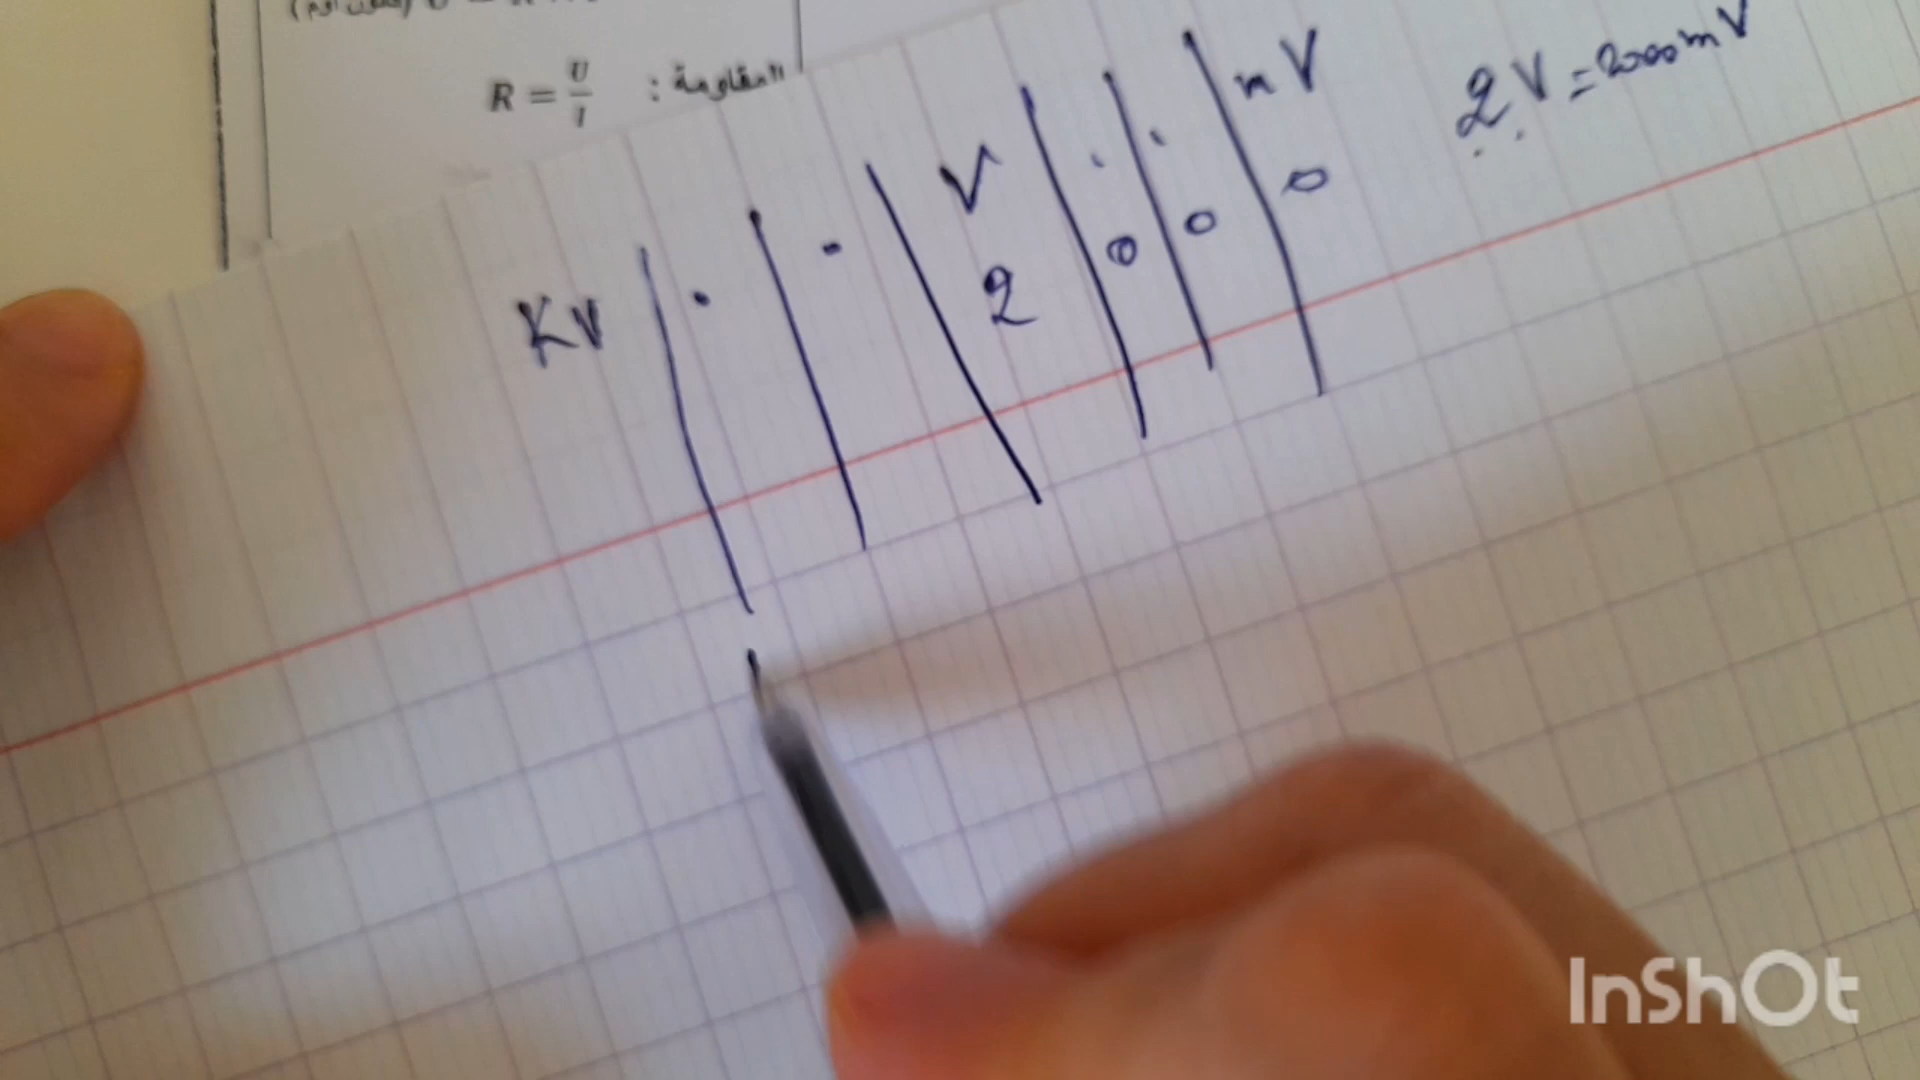 R = U/I المقاومة :
KV . . V . . mV
2 0 0 0
2V = 2000mV
InShOt